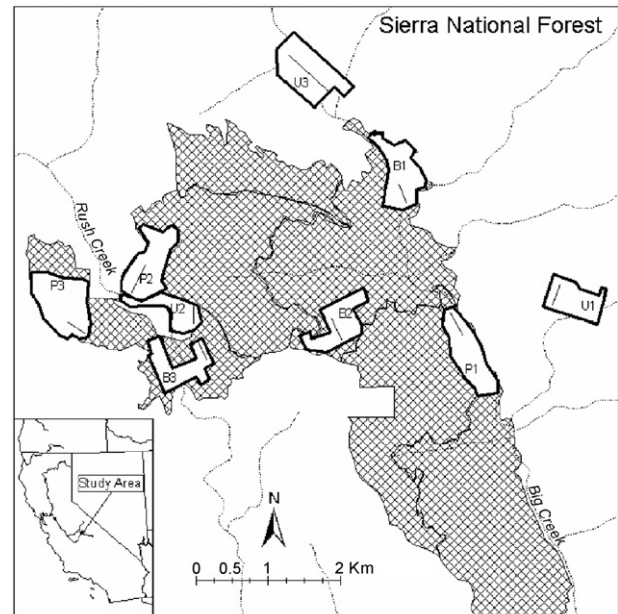 Sierra National Forest
U3
B1
Rush Creek
P2
P3
U2
U1
B2
B3
P1
Study Area
N
Big Creek
0 0.5 1 2 Km